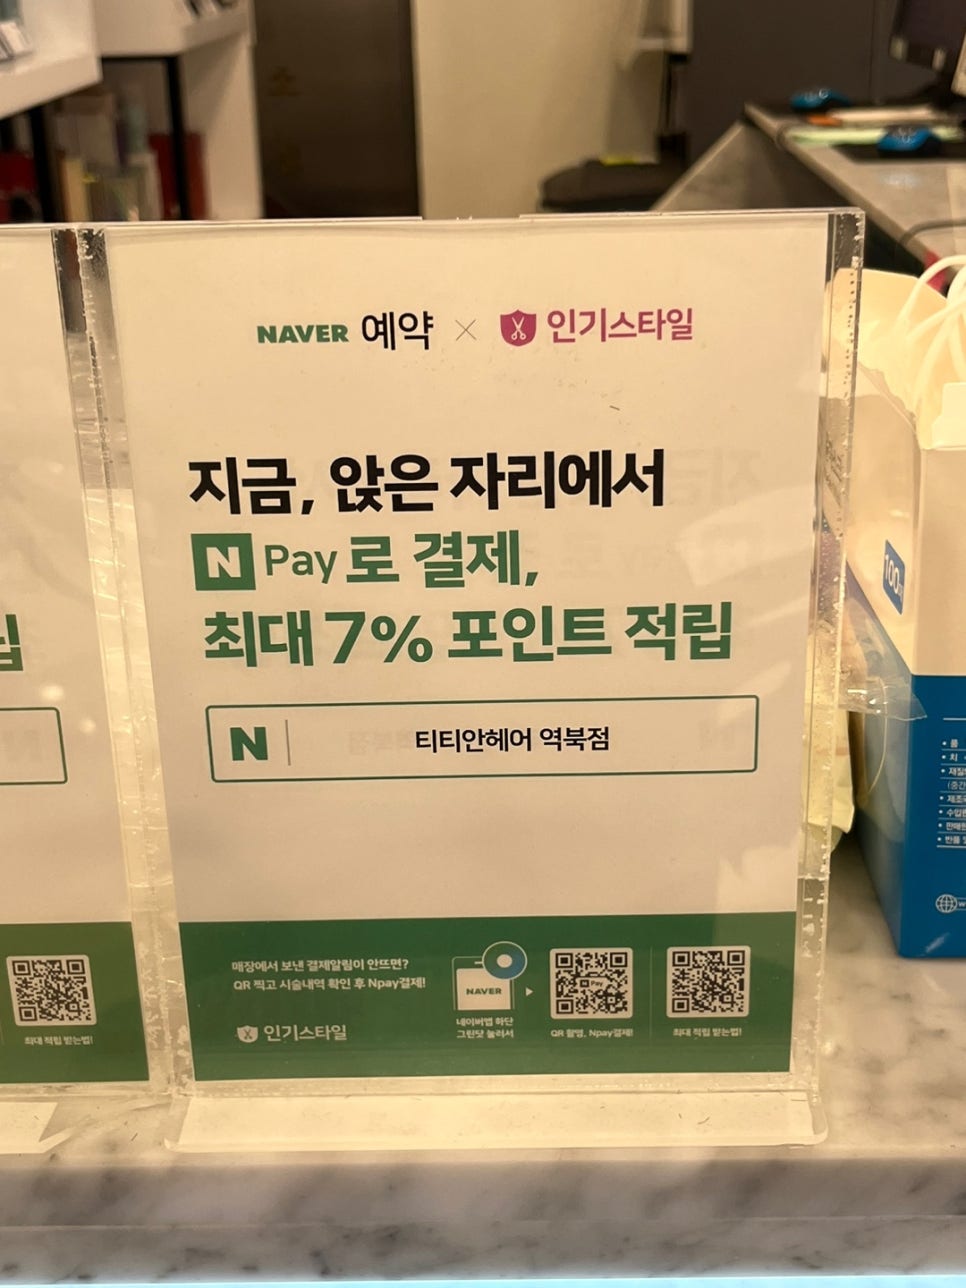 NAVER 예약 × 인기스타일
지금, 앉은 자리에서
N Pay로 결제,
최대 7% 포인트 적립
N 티티안헤어 역북점
매장에서 보낸 결제알림이 안뜨면?
QR 찍고 시술내역 확인 후 Npay결제!
인기스타일
NAVER
네이버앱 하단
그린닷 눌러서
Pay
QR 촬영, Npay결제!
최대 적립 받는법!
립
최대 적립 받는법!
100